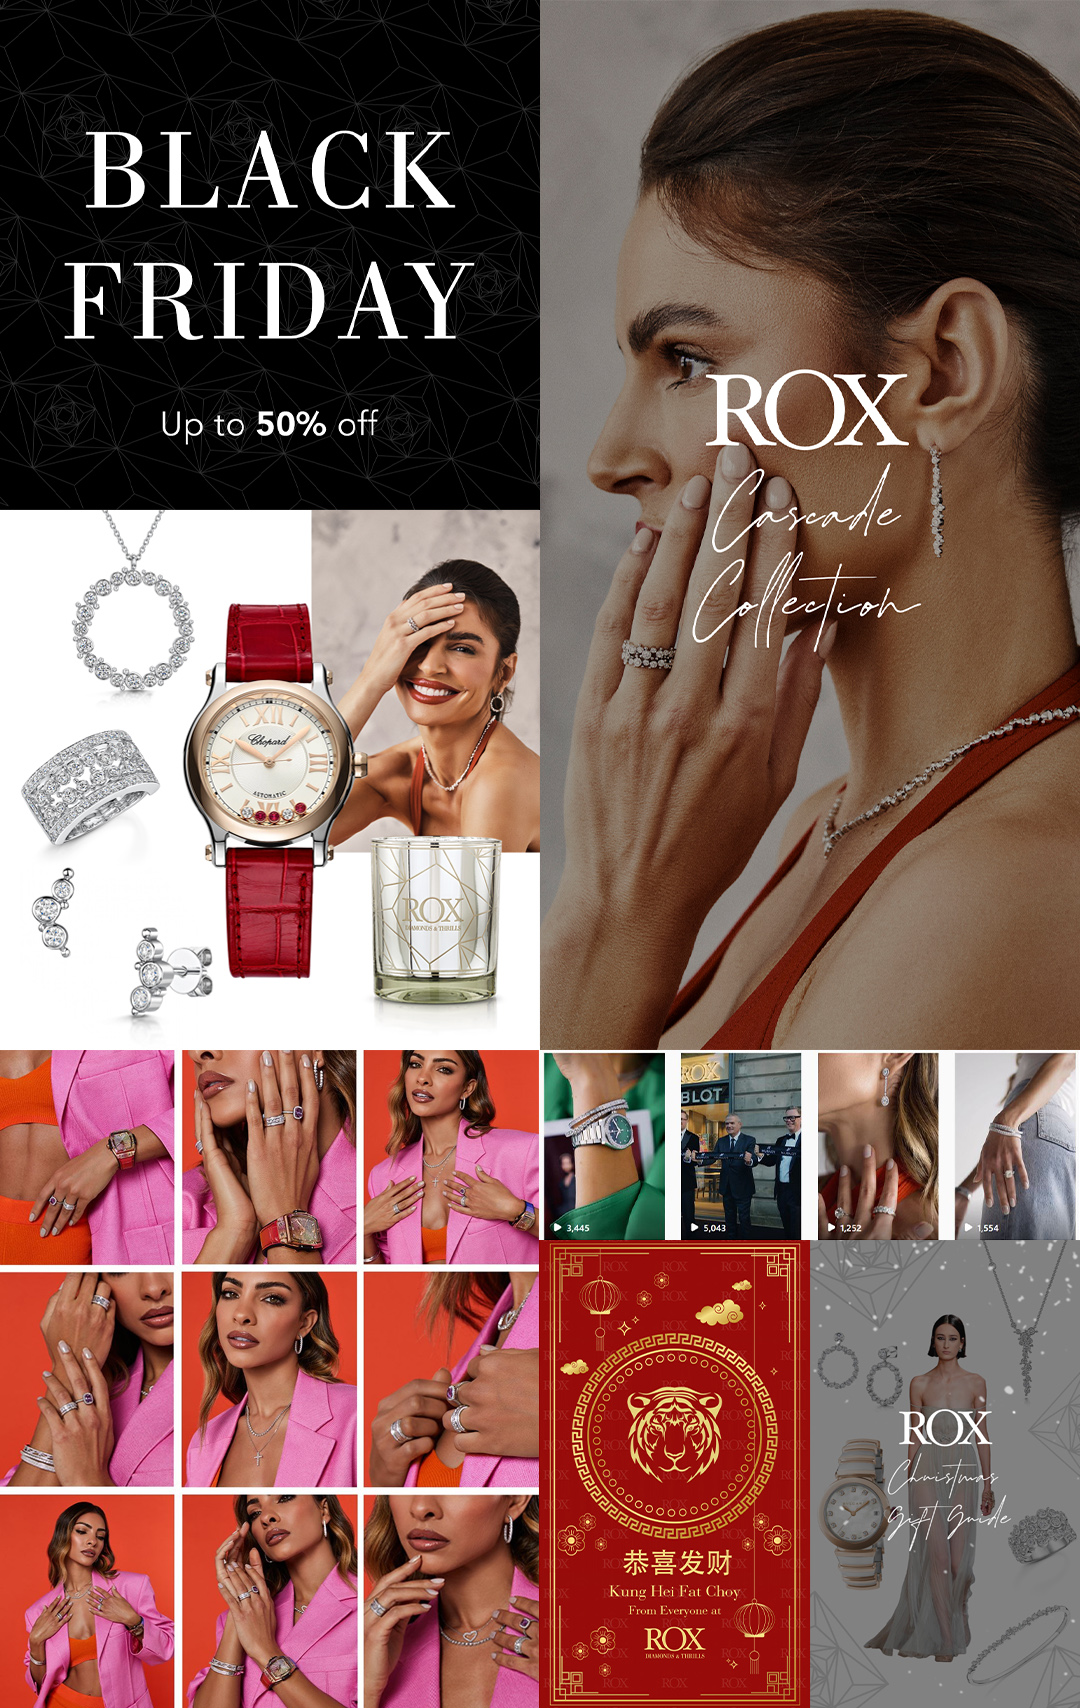 BLACK
FRIDAY
Up to 50% off
ROX
Cascade
Collection
Chopard
AUTOMATIC
ROX
DIAMONDS & THRILLS
3,445
ROX
BLOT
5,043
1,252
1,554
恭喜发财
Kung Hei Fat Choy
From Everyone at
ROX
DIAMONDS & THRILLS
ROX
Christmas
Gift Guide